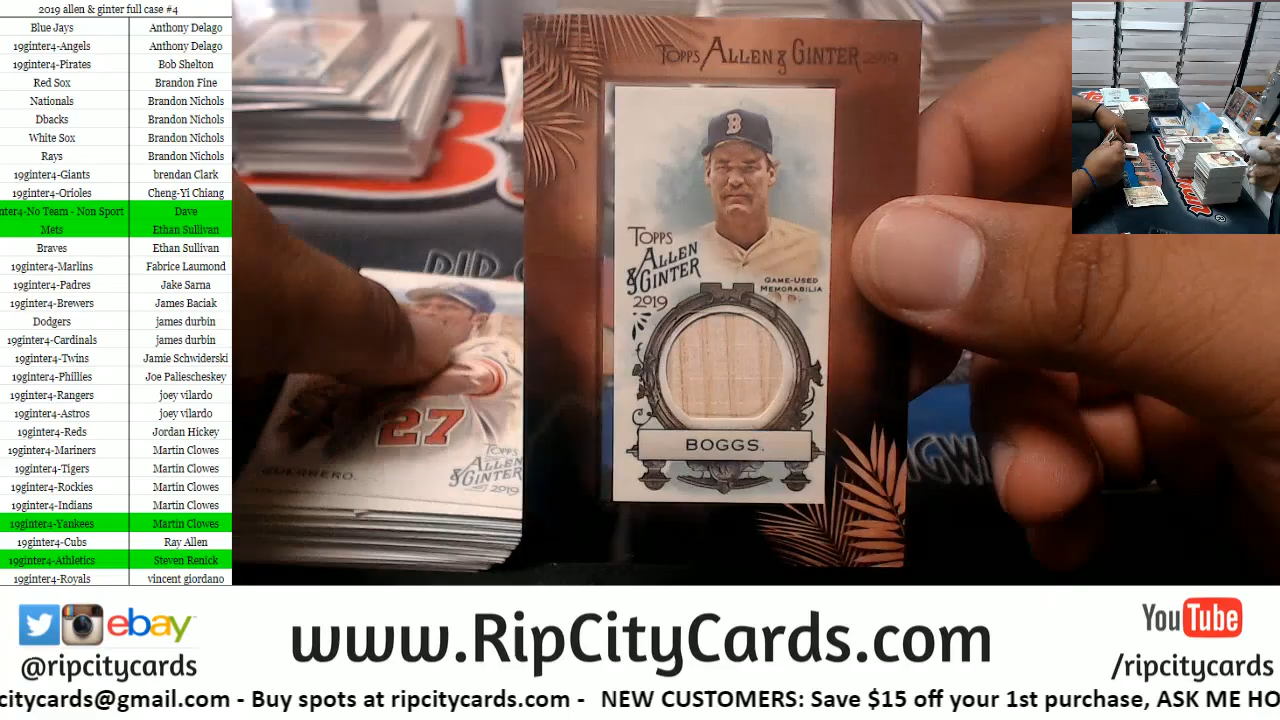 2019 allen & ginter full case #4
Blue Jays Anthony Delago
19ginter4-Angels Anthony Delago
19ginter4-Pirates Bob Shelton
Red Sox Brandon Fine
Nationals Brandon Nichols
Dbacks Brandon Nichols
White Sox Brandon Nichols
Rays Brandon Nichols
19ginter4-Giants brendan Clark
19ginter4-Orioles Cheng-Yi Chiang
nter4-No Team - Non Sport Dave
Mets Ethan Sullivan
Braves Ethan Sullivan
19ginter4-Marlins Fabrice Laumond
19ginter4-Padres Jake Sarna
19ginter4-Brewers James Baciak
Dodgers james durbin
19ginter4-Cardinals james durbin
19ginter4-Twins Jamie Schwiderski
19ginter4-Phillies Joe Paliescheskey
19ginter4-Rangers joey vilardo
19ginter4-Astros joey vilardo
19ginter4-Reds Jordan Hickey
19ginter4-Mariners Martin Clowes
19ginter4-Tigers Martin Clowes
19ginter4-Rockies Martin Clowes
19ginter4-Indians Martin Clowes
19ginter4-Yankees Martin Clowes
19ginter4-Cubs Ray Allen
19ginter4-Athletics Steven Renick
19ginter4-Royals vincent giordano
TOPPS ALLEN & GINTER 2019
B
TOPPS
ALLEN
& GINTER
2019
GAME-USED
MEMORABILIA
BOGGS.
RIP
27
GUERRERO.
TOPPS
ALLEN
& GINTER
2019
ebay
@ripcitycards
www.RipCityCards.com
YouTube
/ripcitycards
citycards@gmail.com - Buy spots at ripcitycards.com - NEW CUSTOMERS: Save $15 off your 1st purchase, ASK ME HO